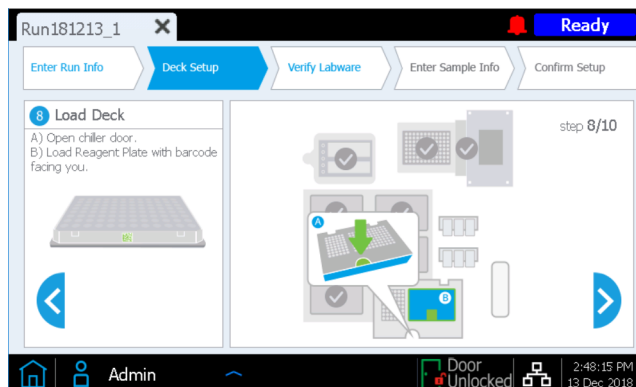 Run181213_1
Ready
Enter Run Info
Deck Setup
Verify Labware
Enter Sample Info
Confirm Setup
8 Load Deck
A) Open chiller door.
B) Load Reagent Plate with barcode
facing you.
step 8/10
A
B
Admin
Door
Unlocked
2:48:15 PM
13 Dec 2018